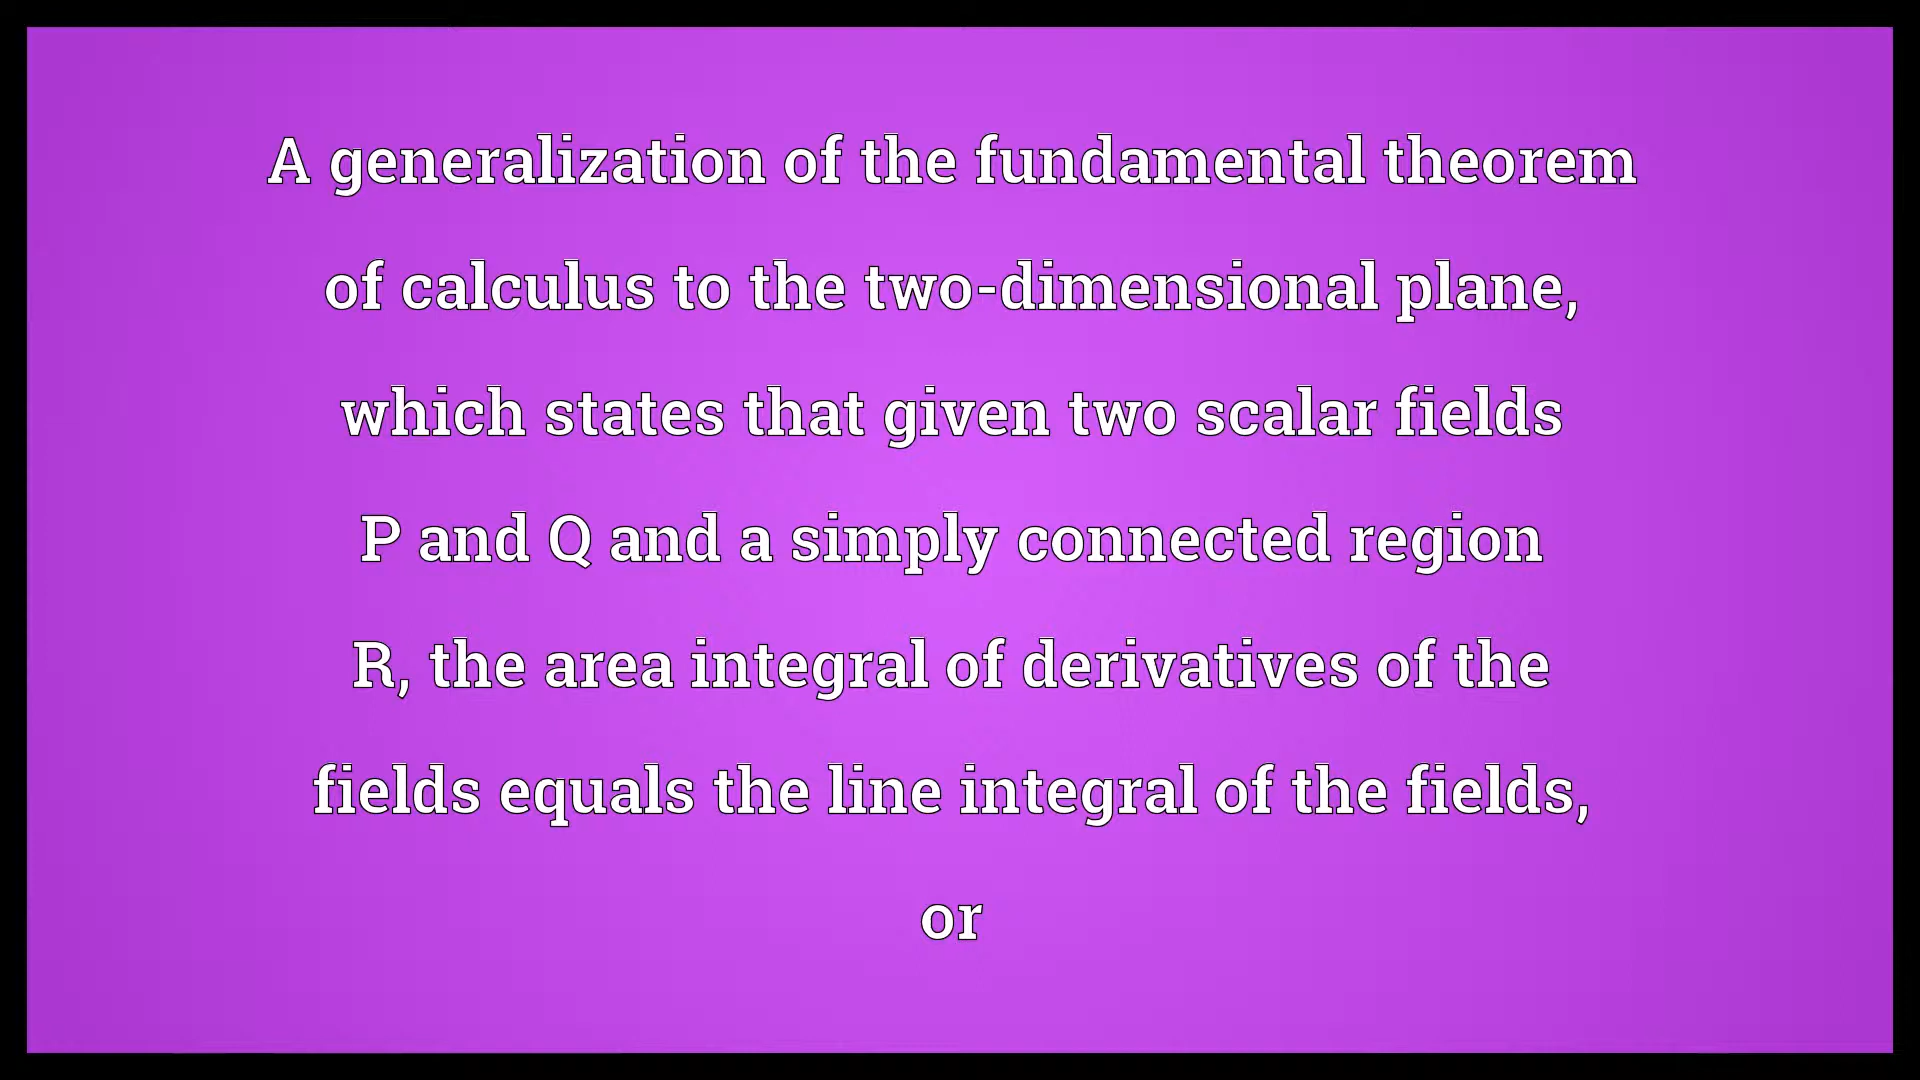 A generalization of the fundamental theorem
of calculus to the two-dimensional plane,
which states that given two scalar fields
P and Q and a simply connected region
R, the area integral of derivatives of the
fields equals the line integral of the fields,
or